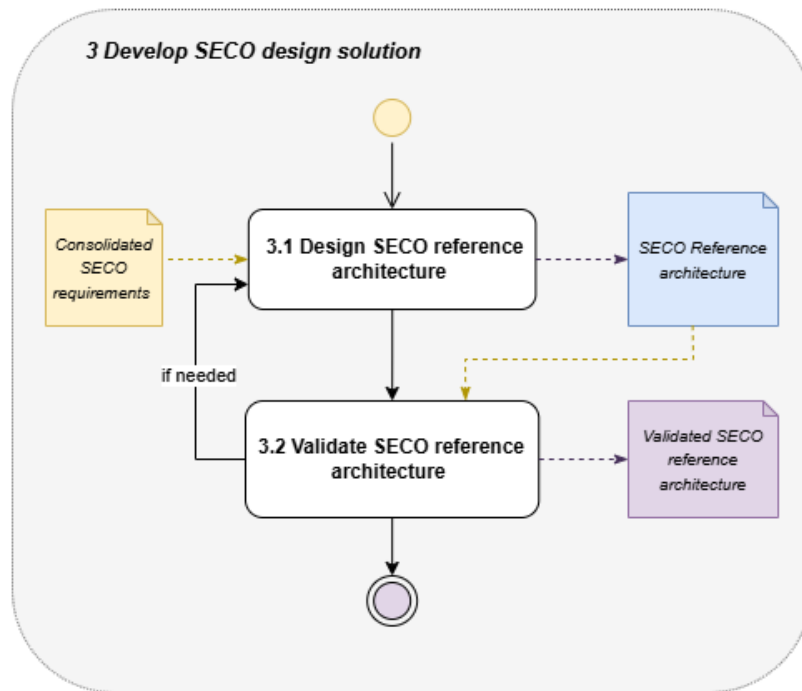 3 Develop SECO design solution
Consolidated
SECO
requirements
3.1 Design SECO reference
architecture
SECO Reference
architecture
if needed
3.2 Validate SECO reference
architecture
Validated SECO
reference
architecture